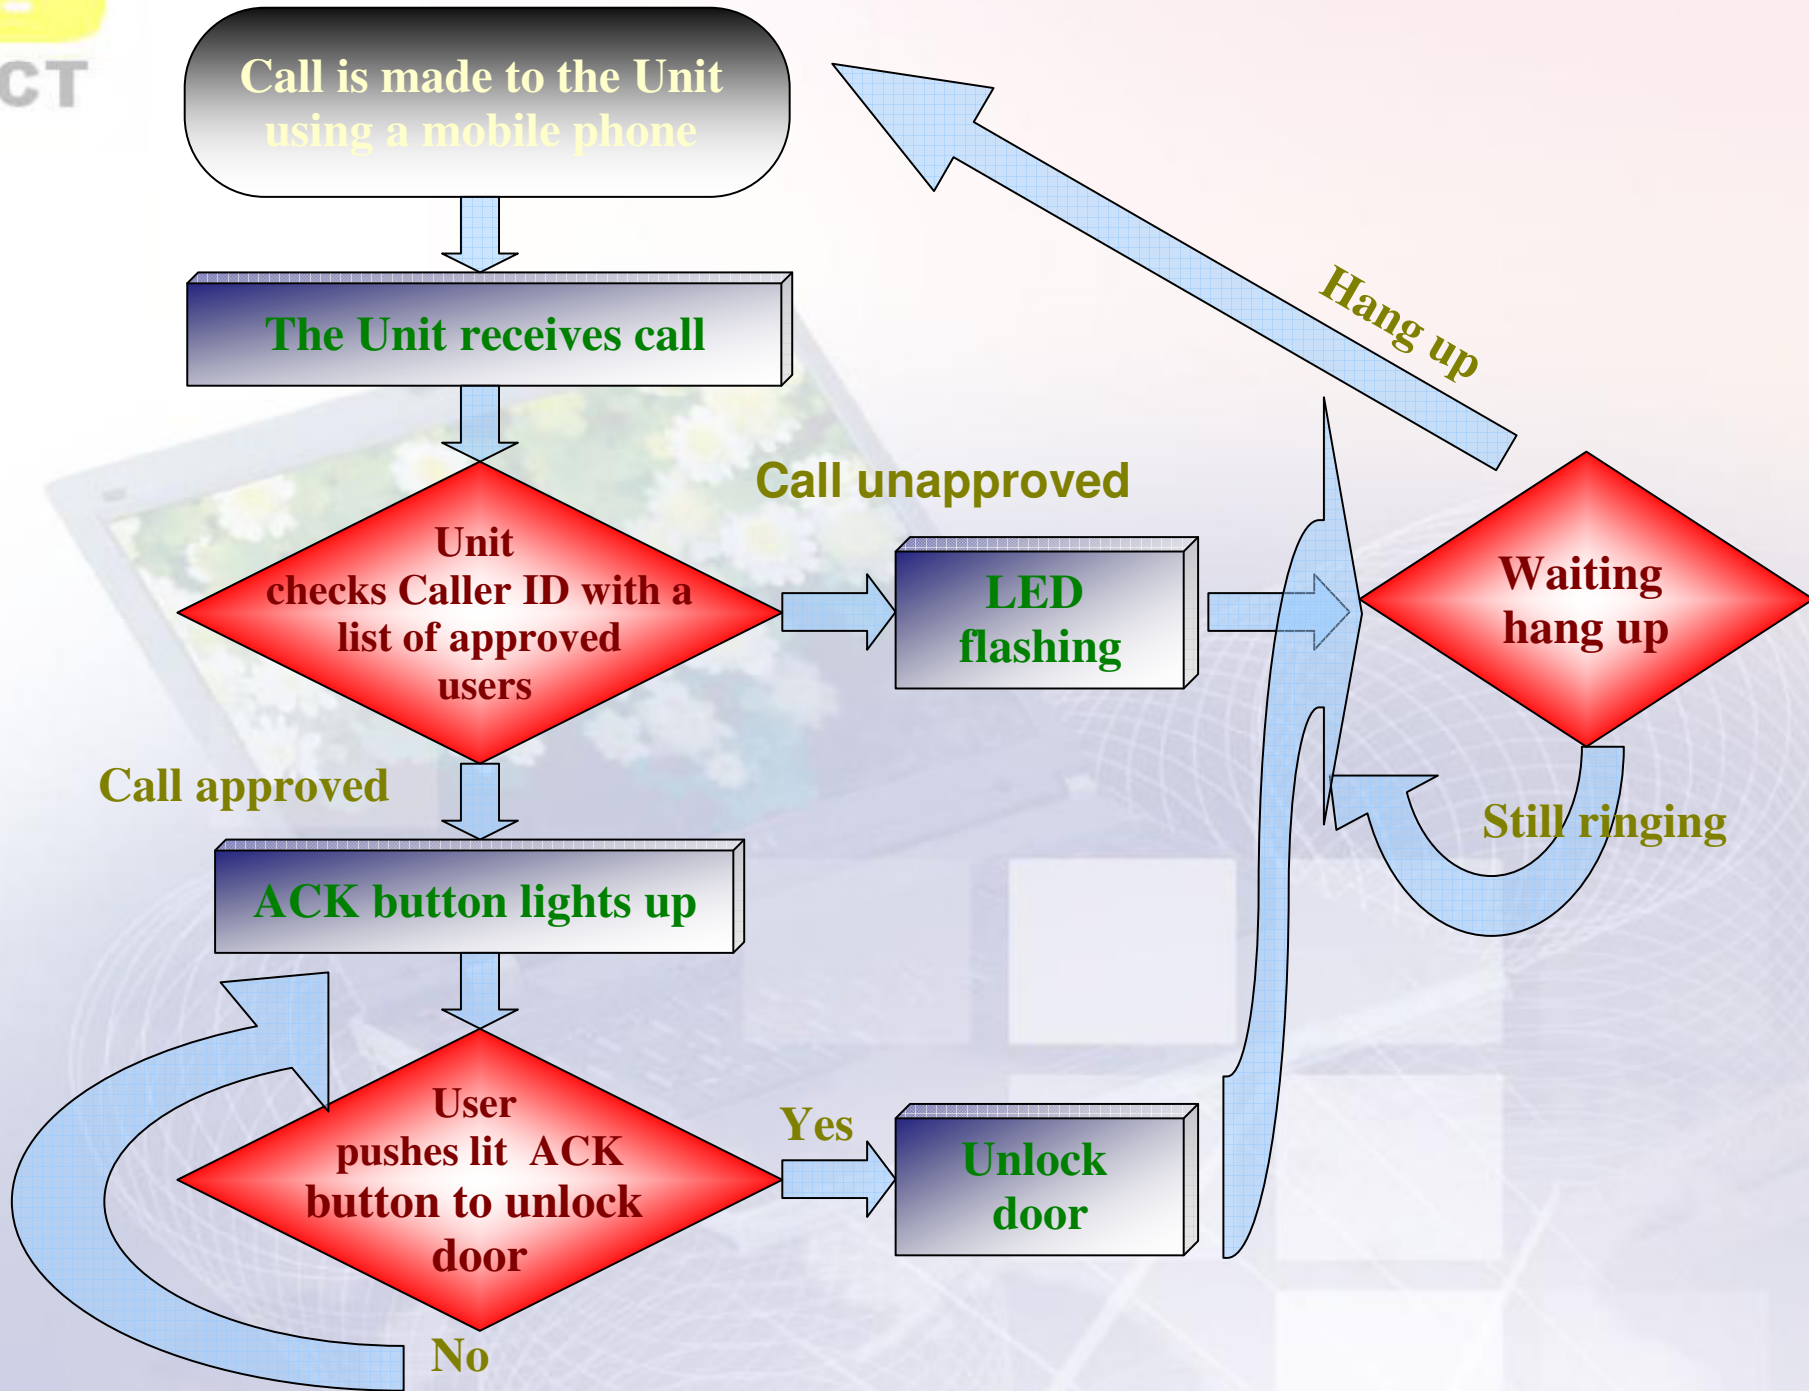 CT
Call is made to the Unit
using a mobile phone
Hang up
The Unit receives call
Call unapproved
Unit
checks Caller ID with a
list of approved
users
LED
flashing
Waiting
hang up
Call approved
Still ringing
ACK button lights up
User
pushes lit ACK
button to unlock
door
Yes
Unlock
door
No